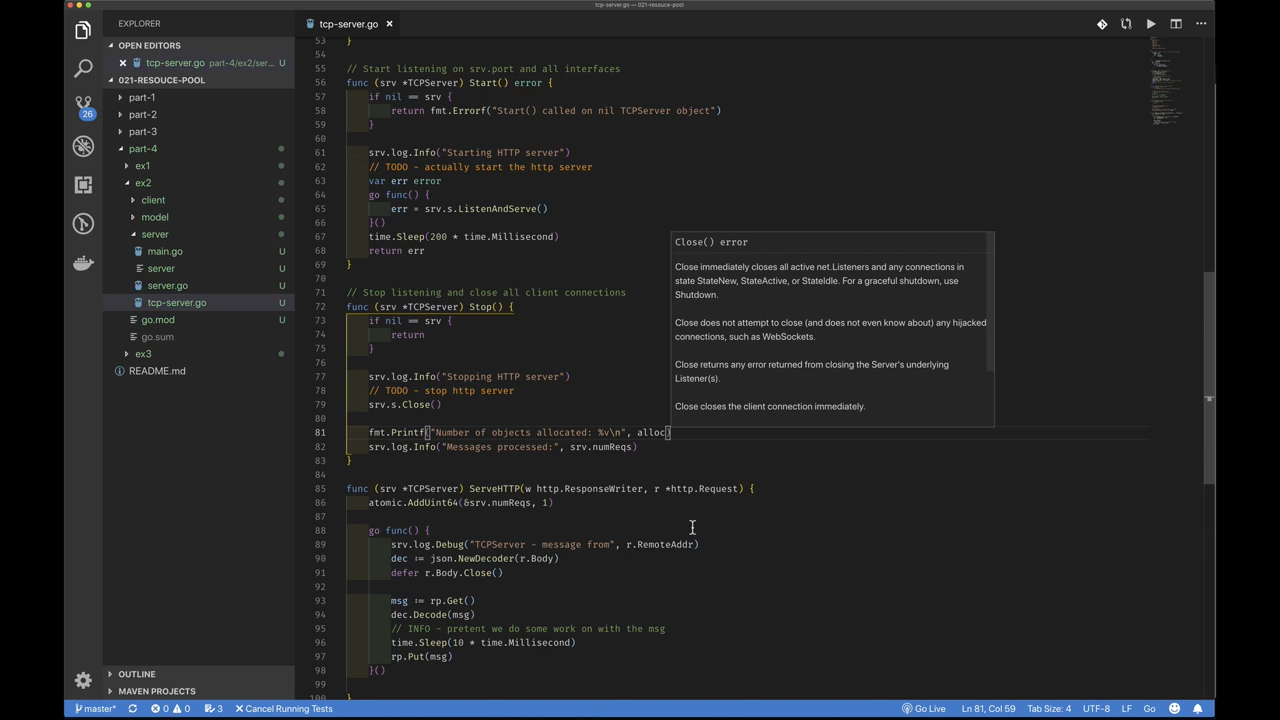 tcp-server.go — 021-resouce-pool
EXPLORER
OPEN EDITORS
tcp-server.go part-4/ex2/ser... U
021-RESOUCE-POOL
part-1
part-2
part-3
part-4
ex1
ex2
client
model
server
main.go U
server U
server.go U
tcp-server.go U
go.mod U
go.sum
ex3
README.md
OUTLINE
MAVEN PROJECTS
26
tcp-server.go
53 }
54
55 // Start listening on srv.port and all interfaces
56 func (srv *TCPServer) Start() error {
57 if nil == srv {
58 return fmt.Errorf("Start() called on nil TCPServer object")
59 }
60
61 srv.log.Info("Starting HTTP server")
62 // TODO - actually start the http server
63 var err error
64 go func() {
65 err = srv.s.ListenAndServe()
66 }()
67 time.Sleep(200 * time.Millisecond)
68 return err
69 }
70
71 // Stop listening and close all client connections
72 func (srv *TCPServer) Stop() {
73 if nil == srv {
74 return
75 }
76
77 srv.log.Info("Stopping HTTP server")
78 // TODO - stop http server
79 srv.s.Close()
80
81 fmt.Printf("Number of objects allocated: %v\n", alloc)
82 srv.log.Info("Messages processed:", srv.numReqs)
83 }
84
85 func (srv *TCPServer) ServeHTTP(w http.ResponseWriter, r *http.Request) {
86 atomic.AddUint64(&srv.numReqs, 1)
87
88 go func() {
89 srv.log.Debug("TCPServer - message from", r.RemoteAddr)
90 dec := json.NewDecoder(r.Body)
91 defer r.Body.Close()
92
93 msg := rp.Get()
94 dec.Decode(msg)
95 // INFO - pretent we do some work on with the msg
96 time.Sleep(10 * time.Millisecond)
97 rp.Put(msg)
98 }()
99
100 }
Close() error
Close immediately closes all active net.Listeners and any connections in
state StateNew, StateActive, or StateIdle. For a graceful shutdown, use
Shutdown.
Close does not attempt to close (and does not even know about) any hijacked
connections, such as WebSockets.
Close returns any error returned from closing the Server's underlying
Listener(s).
Close closes the client connection immediately.
master* 0 0 3 Cancel Running Tests Go Live Ln 81, Col 59 Tab Size: 4 UTF-8 LF Go